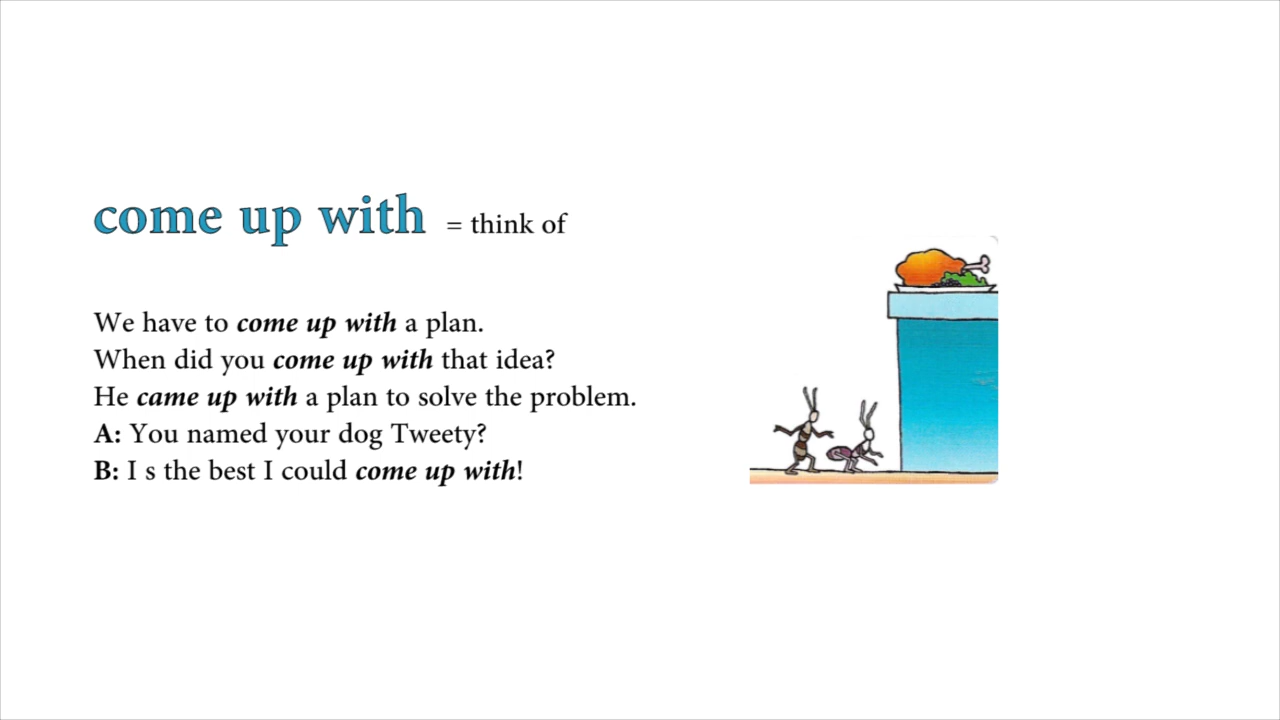 come up with = think of
We have to come up with a plan.
When did you come up with that idea?
He came up with a plan to solve the problem.
A: You named your dog Tweety?
B: I s the best I could come up with!